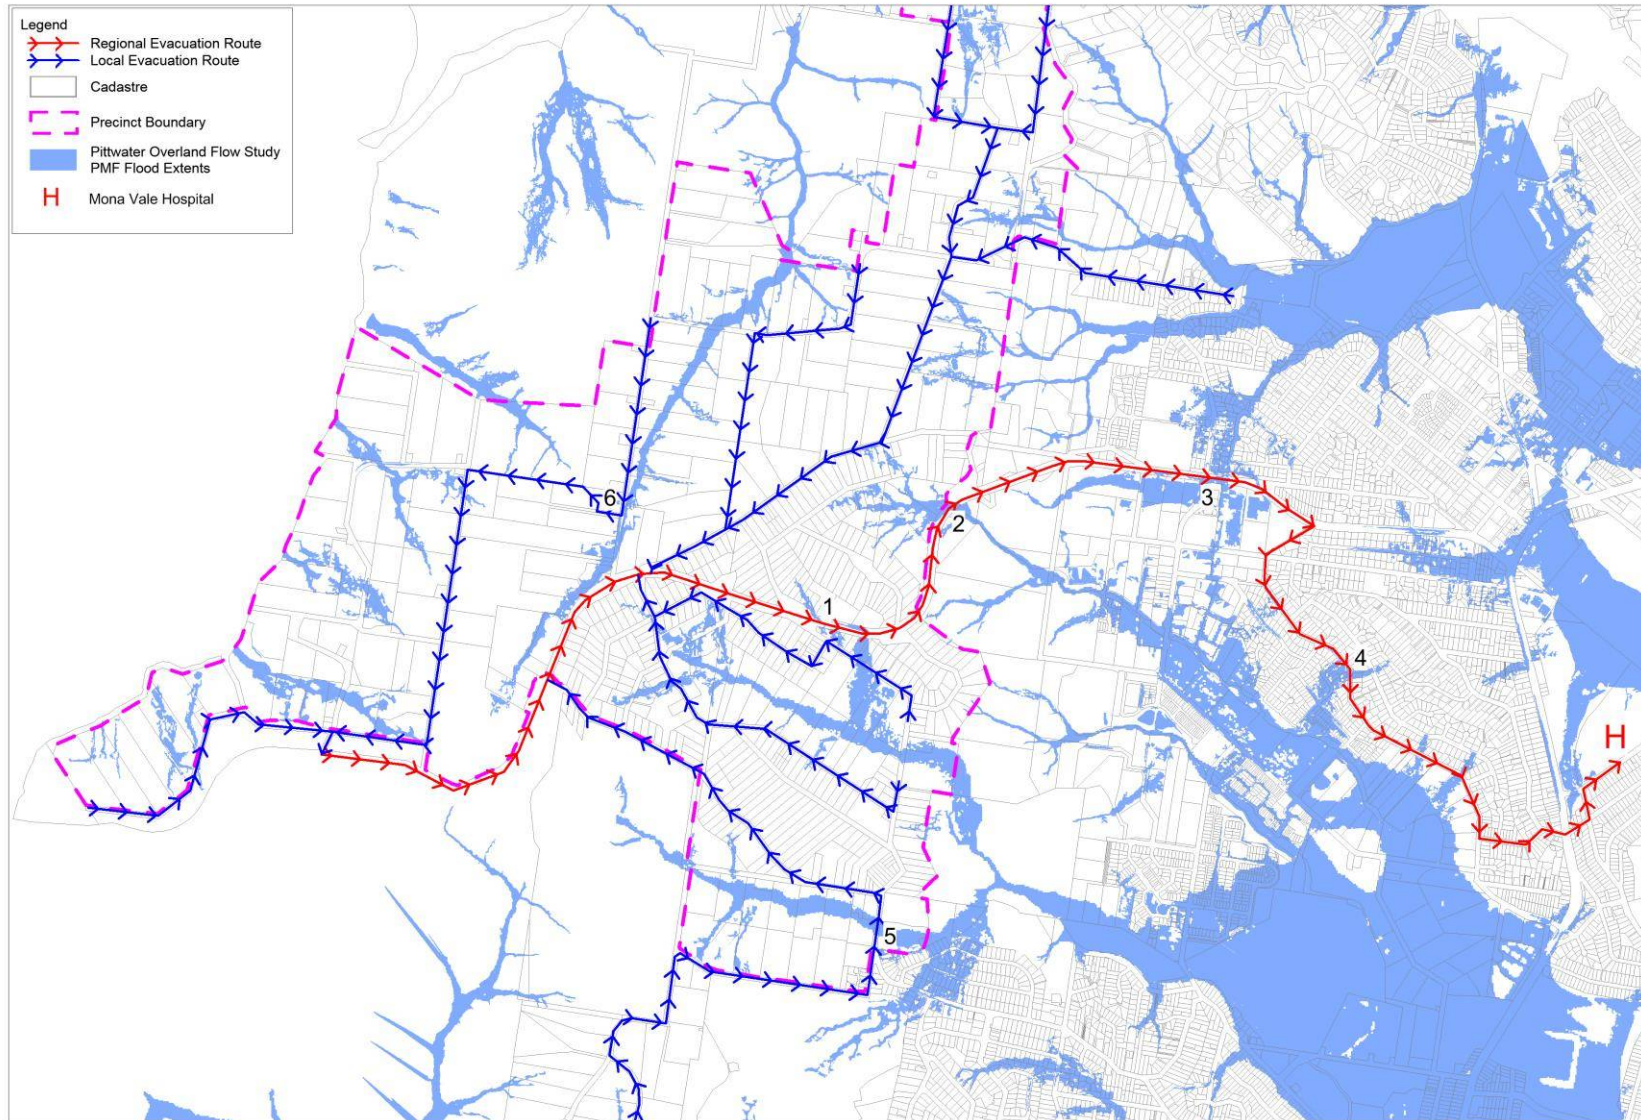 Legend
Regional Evacuation Route
Local Evacuation Route
Cadastre
Precinct Boundary
Pittwater Overland Flow Study
PMF Flood Extents
H Mona Vale Hospital
6
2
3
1
4
H
5